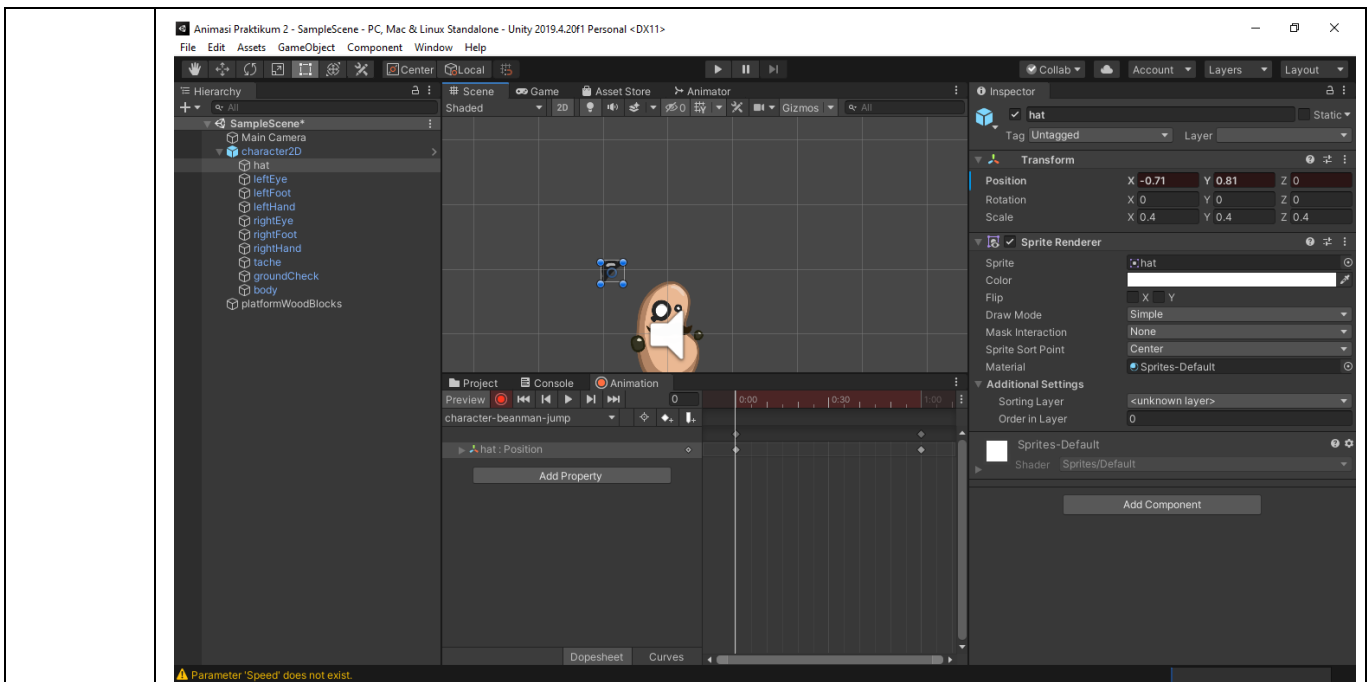 Animasi Praktikum 2 - SampleScene - PC, Mac & Linux Standalone - Unity 2019.4.20f1 Personal <DX11>
File Edit Assets GameObject Component Window Help
Center Local Collab Account Layers Layout
Hierarchy
All
SampleScene*
Main Camera
character2D
hat
leftEye
leftFoot
leftHand
rightEye
rightFoot
rightHand
tache
groundCheck
body
platformWoodBlocks
Scene Game Asset Store Animator
Shaded 2D 0 Gizmos All
Project Console Animation
Preview 0 0:00 0:30 1:00
character-beanman-jump
hat : Position
Add Property
Dopesheet Curves
Inspector
hat Static
Tag Untagged Layer
Transform
Position X -0.71 Y 0.81 Z 0
Rotation X 0 Y 0 Z 0
Scale X 0.4 Y 0.4 Z 0.4
Sprite Renderer
Sprite hat
Color
Flip X Y
Draw Mode Simple
Mask Interaction None
Sprite Sort Point Center
Material Sprites-Default
Additional Settings
Sorting Layer <unknown layer>
Order in Layer 0
Sprites-Default
Shader Sprites/Default
Add Component
Parameter 'Speed' does not exist.